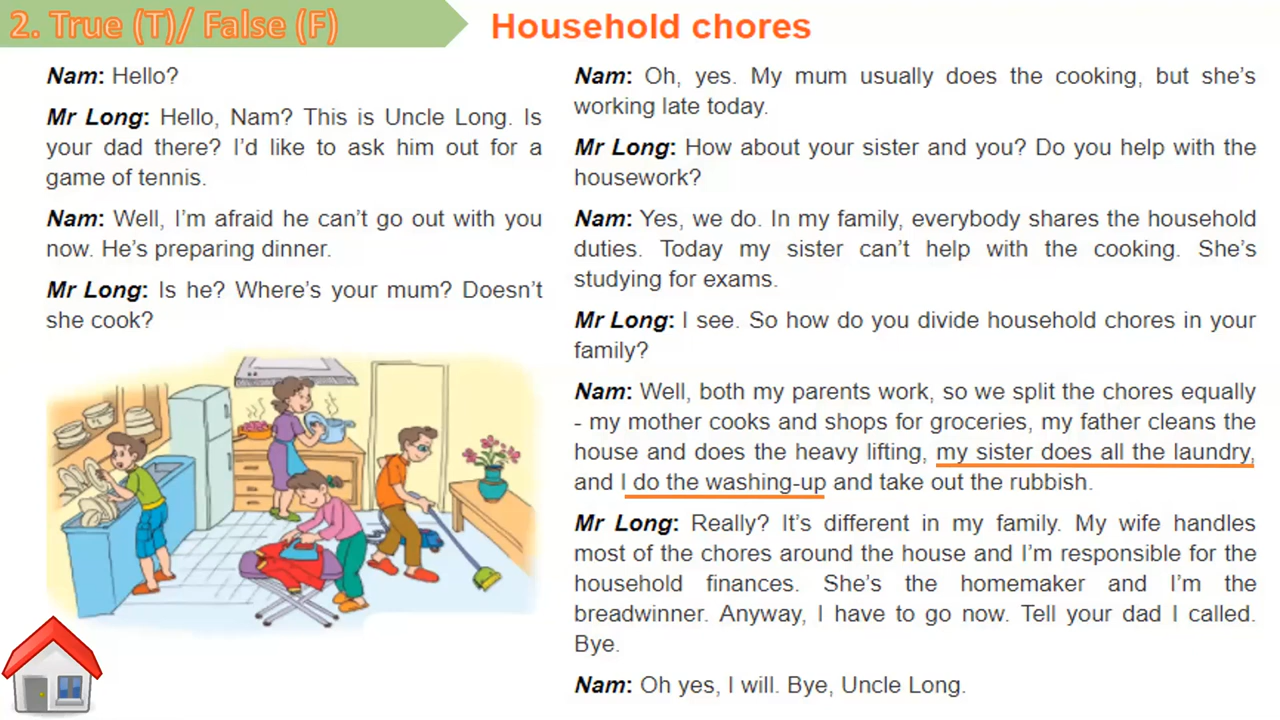 2. True (T)/ False (F)
Household chores
Nam: Hello?
Mr Long: Hello, Nam? This is Uncle Long. Is
your dad there? I'd like to ask him out for a
game of tennis.
Nam: Well, I'm afraid he can't go out with you
now. He's preparing dinner.
Mr Long: Is he? Where's your mum? Doesn't
she cook?
Nam: Oh, yes. My mum usually does the cooking, but she's
working late today.
Mr Long: How about your sister and you? Do you help with the
housework?
Nam: Yes, we do. In my family, everybody shares the household
duties. Today my sister can't help with the cooking. She's
studying for exams.
Mr Long: I see. So how do you divide household chores in your
family?
Nam: Well, both my parents work, so we split the chores equally
- my mother cooks and shops for groceries, my father cleans the
house and does the heavy lifting, my sister does all the laundry,
and I do the washing-up and take out the rubbish.
Mr Long: Really? It's different in my family. My wife handles
most of the chores around the house and I'm responsible for the
household finances. She's the homemaker and I'm the
breadwinner. Anyway, I have to go now. Tell your dad I called.
Bye.
Nam: Oh yes, I will. Bye, Uncle Long.